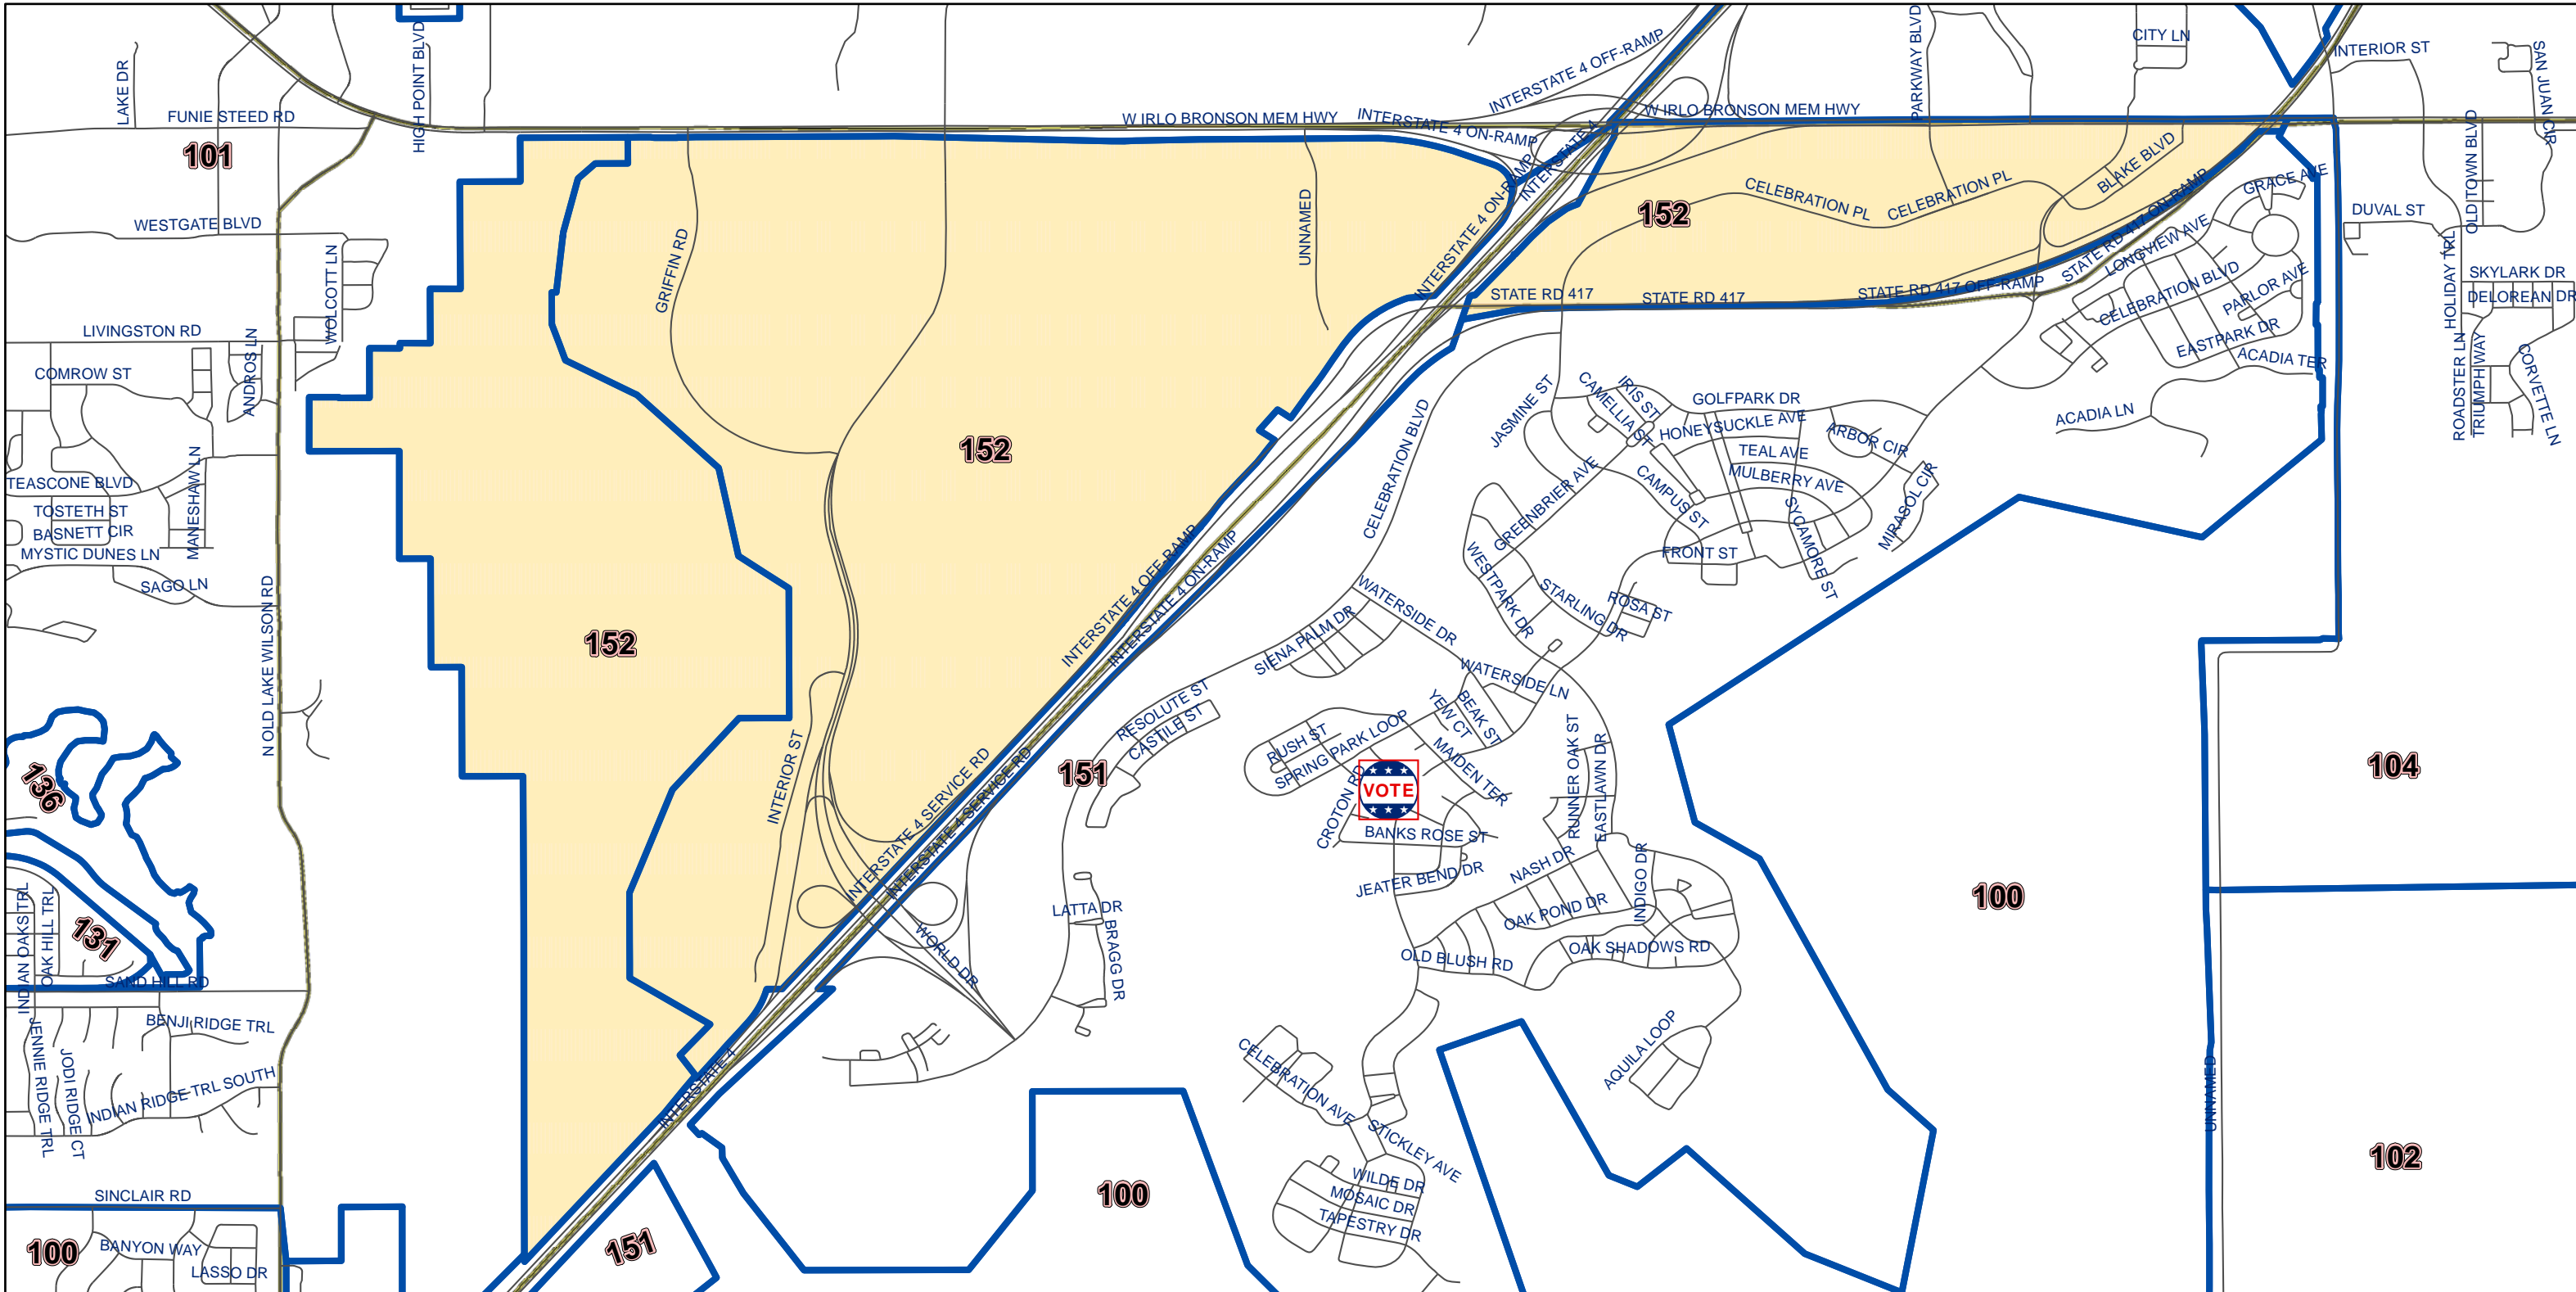 LAKE DR
HIGH POINT BLVD
FUNIE STEED RD
101
WESTGATE BLVD
WOLCOTT LN
LIVINGSTON RD
ANDROS LN
COMROW ST
TEASCONE BLVD
MANESHAW LN
TOSTETH ST
BASNETT CIR
MYSTIC DUNES LN
SAGO LN
N OLD LAKE WILSON RD
136
131
INDIAN OAKS TRL
OAK HILL TRL
SAND HILL RD
BENJI RIDGE TRL
JENNIE RIDGE TRL
JODI RIDGE CT
INDIAN RIDGE TRL SOUTH
SINCLAIR RD
100
BANYON WAY
LASSO DR
W IRLO BRONSON MEM HWY
INTERSTATE 4 ON-RAMP
INTERSTATE 4 OFF-RAMP
W IRLO BRONSON MEM HWY
PARKWAY BLVD
CITY LN
INTERIOR ST
SAN JUAN CIR
OLD TOWN BLVD
GRIFFIN RD
UNNAMED
INTERSTATE 4 ON-RAMP
INTERSTATE 4
152
CELEBRATION PL
CELEBRATION PL
BLAKE BLVD
STATE RD 417 ON-RAMP
GRACE AVE
DUVAL ST
LONGVIEW AVE
CELEBRATION BLVD
PARLOR AVE
EASTPARK DR
ACADIA TER
ACADIA LN
STATE RD 417
STATE RD 417
STATE RD 417 OFF-RAMP
HOLIDAY TRL
SKYLARK DR
DELOREAN DR
ROADSTER LN
TRIUMPH WAY
CORVETTE LN
152
152
CELEBRATION BLVD
JASMINE ST
CAMELLIA ST
IRIS ST
GOLFPARK DR
HONEYSUCKLE AVE
ARBOR CIR
TEAL AVE
MULBERRY AVE
CAMPUS ST
SYCAMORE ST
MIRASOL CIR
FRONT ST
GREENBRIER AVE
WESTPARK DR
STARLING DR
ROSA ST
WATERSIDE DR
SIENA PALM DR
WATERSIDE LN
INTERSTATE 4 OFF-RAMP
INTERSTATE 4 ON-RAMP
RESOLUTE ST
CASTILE ST
YEW CT
BEAK ST
RUSH ST
SPRING PARK LOOP
MAIDEN TER
CROTON RD
VOTE
BANKS ROSE ST
RUNNER OAK ST
EASTLAWN DR
151
104
INTERIOR ST
INTERSTATE 4 SERVICE RD
INTERSTATE 4 SERVICE RD
JEATER BEND DR
NASH DR
INDIGO DR
OAK POND DR
OAK SHADOWS RD
OLD BLUSH RD
100
LATTA DR
BRAGG DR
WORLD DR
AQUILA LOOP
CELEBRATION AVE
STICKLEY AVE
WILDE DR
MOSAIC DR
TAPESTRY DR
INTERSTATE 4
151
100
UNNAMED
102